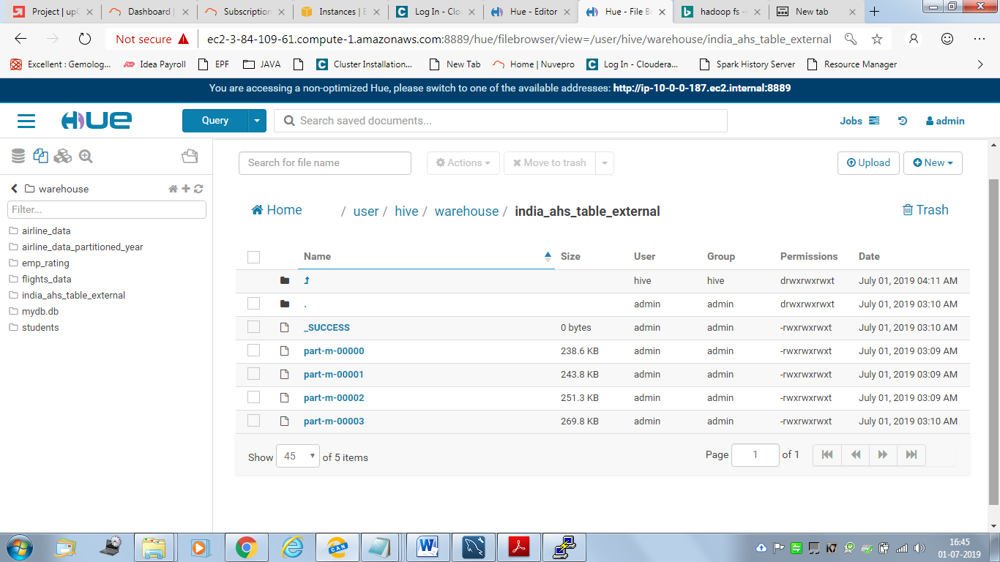 Project | upG Dashboard | Subscription Instances | E Log In - Clou Hue - Editor Hue - File Br hadoop fs - New tab
Not secure ec2-3-84-109-61.compute-1.amazonaws.com:8889/hue/filebrowser/view=/user/hive/warehouse/india_ahs_table_external
Excellent : Gemolog... Idea Payroll EPF JAVA Cluster Installation... New Tab Home | Nuvepro Log In - Cloudera... Spark History Server Resource Manager
You are accessing a non-optimized Hue, please switch to one of the available addresses: http://ip-10-0-0-187.ec2.internal:8889
HUE Query Search saved documents... Jobs admin
Search for file name Actions Move to trash Upload New
warehouse
Filter...
airline_data
airline_data_partitioned_year
emp_rating
flights_data
india_ahs_table_external
mydb.db
students
Home / user / hive / warehouse / india_ahs_table_external Trash
Name Size User Group Permissions Date
hive hive drwxrwxrwxt July 01, 2019 04:11 AM
. admin admin drwxrwxrwxt July 01, 2019 03:10 AM
_SUCCESS 0 bytes admin admin -rwxrwxrwxt July 01, 2019 03:10 AM
part-m-00000 238.6 KB admin admin -rwxrwxrwxt July 01, 2019 03:09 AM
part-m-00001 243.8 KB admin admin -rwxrwxrwxt July 01, 2019 03:09 AM
part-m-00002 251.3 KB admin admin -rwxrwxrwxt July 01, 2019 03:09 AM
part-m-00003 269.8 KB admin admin -rwxrwxrwxt July 01, 2019 03:10 AM
Show 45 of 5 items Page 1 of 1
CAN K7 16:45
01-07-2019